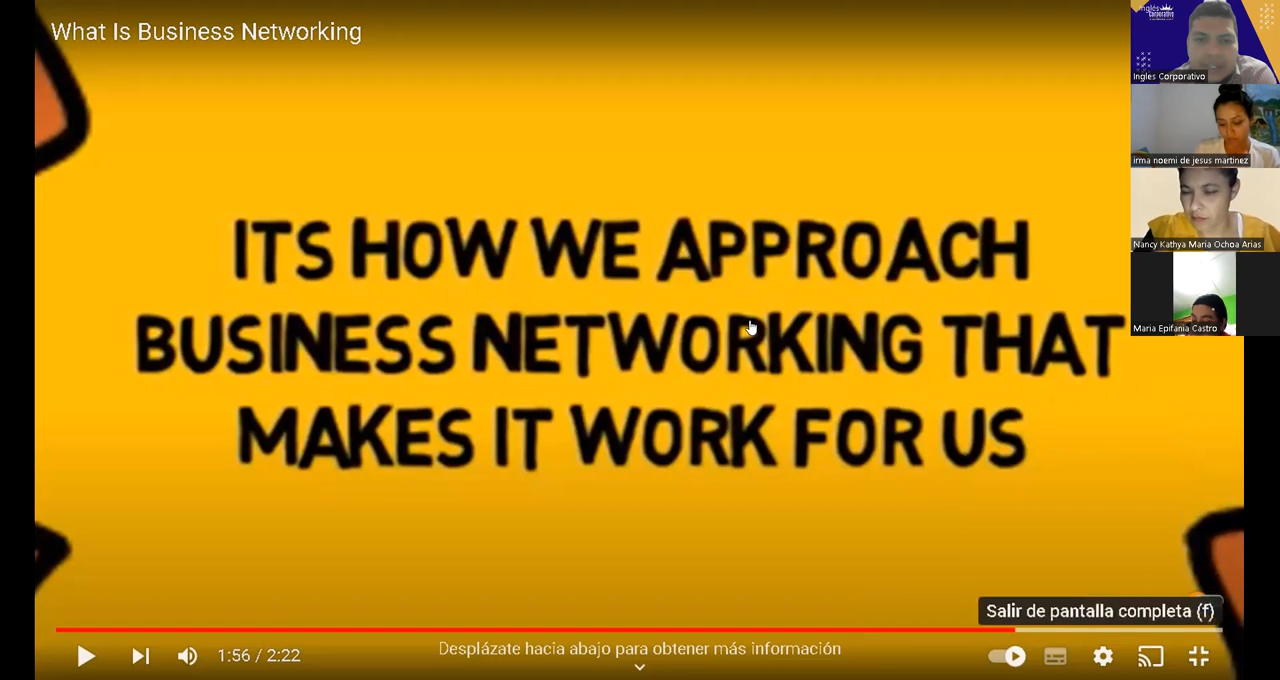 What Is Business Networking
Inglés
Corporativo
Ingles Corporativo
irma noemi de jesus martinez
Nancy Kathya Maria Ochoa Arias
Maria Epifania Castro
ITS HOW WE APPROACH
BUSINESS NETWORKING THAT
MAKES IT WORK FOR US
Salir de pantalla completa (f)
1:56 / 2:22
Desplázate hacia abajo para obtener más información